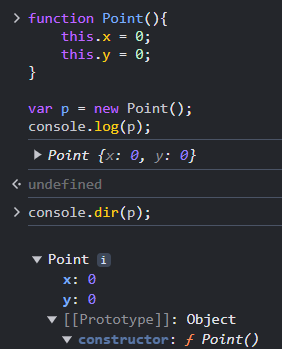 function Point(){
this.x = 0;
this.y = 0;
}
var p = new Point();
console.log(p);
Point {x: 0, y: 0}
undefined
console.dir(p);
Point i
x: 0
y: 0
[[Prototype]]: Object
constructor: ƒ Point()